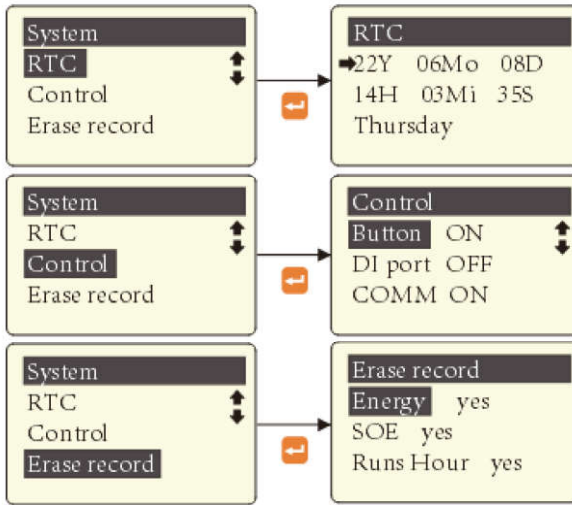 System
RTC
Control
Erase record
RTC
22Y 06Mo 08D
14H 03Mi 35S
Thursday
System
RTC
Control
Erase record
Control
Button ON
DI port OFF
COMM ON
System
RTC
Control
Erase record
Erase record
Energy yes
SOE yes
Runs Hour yes